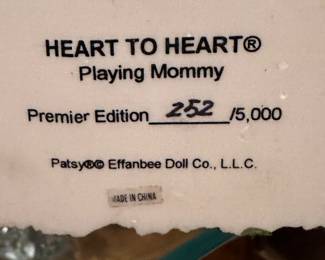 HEART TO HEART®
Playing Mommy
Premier Edition 252 /5,000
Patsy®© Effanbee Doll Co., L.L.C.
MADE IN CHINA